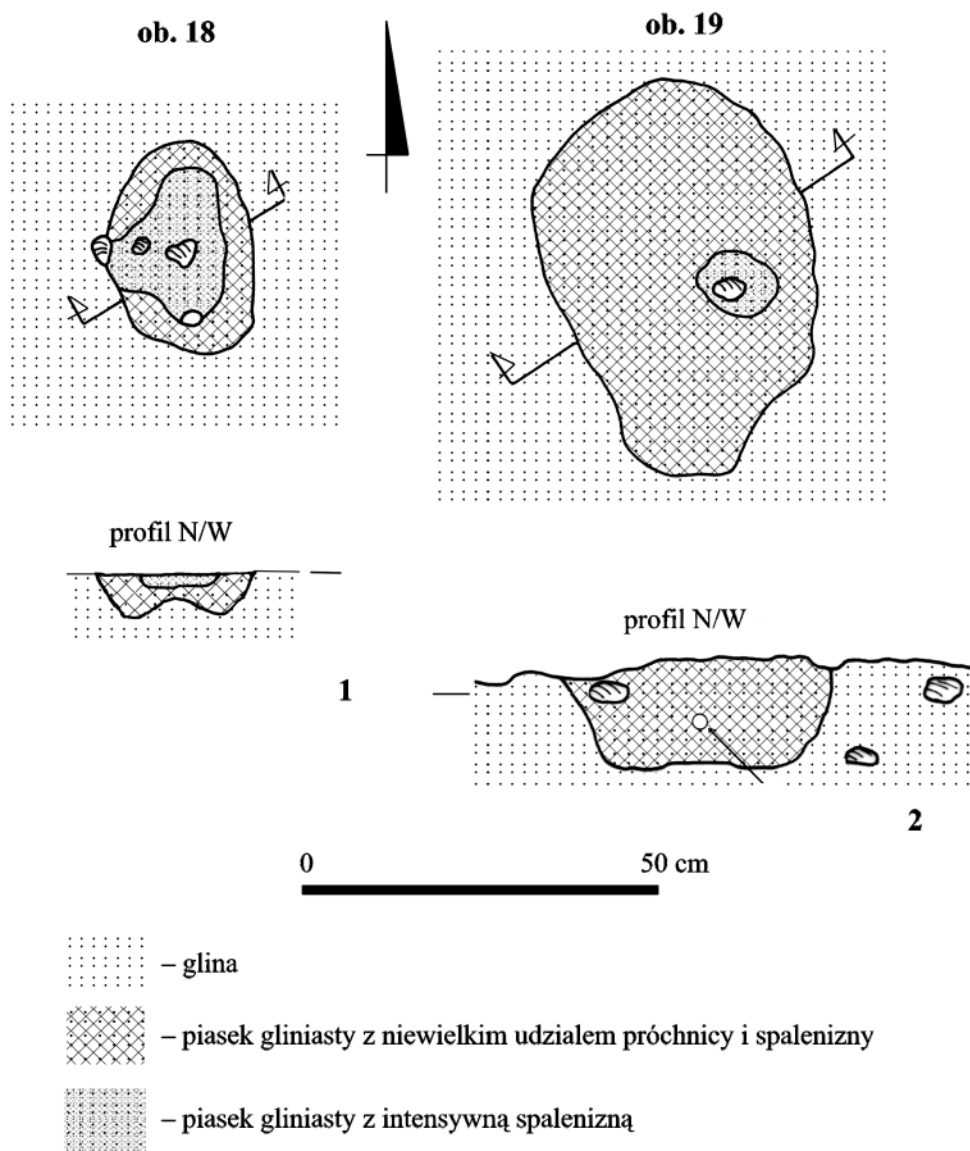 ob. 18
ob. 19
profil N/W
profil N/W
1
2
0 50 cm
– glina
– piasek gliniasty z niewielkim udzialem próchnicy i spalenizny
– piasek gliniasty z intensywną spalenizną